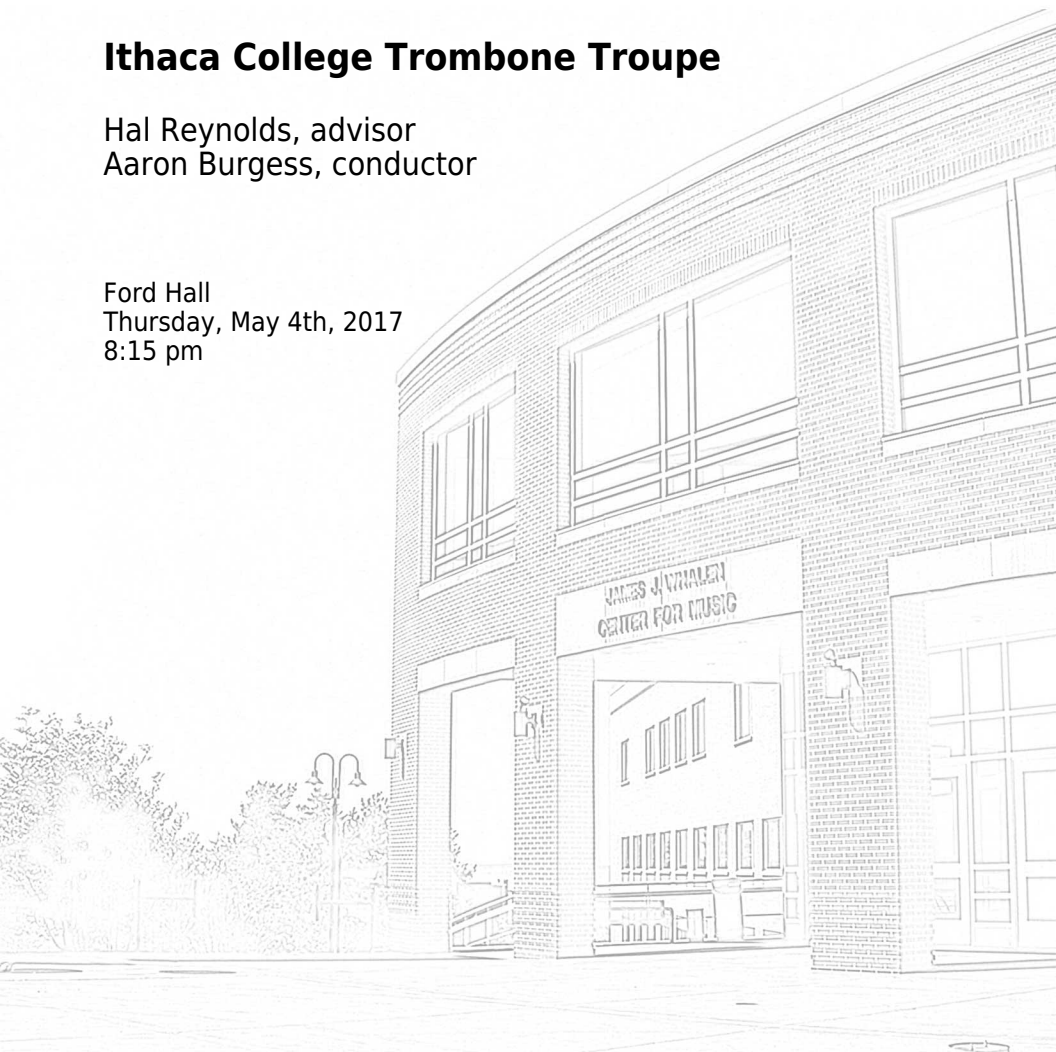 Ithaca College Trombone Troupe
Hal Reynolds, advisor
Aaron Burgess, conductor
Ford Hall
Thursday, May 4th, 2017
8:15 pm
JAMES J. WHALEN
CENTER FOR MUSIC